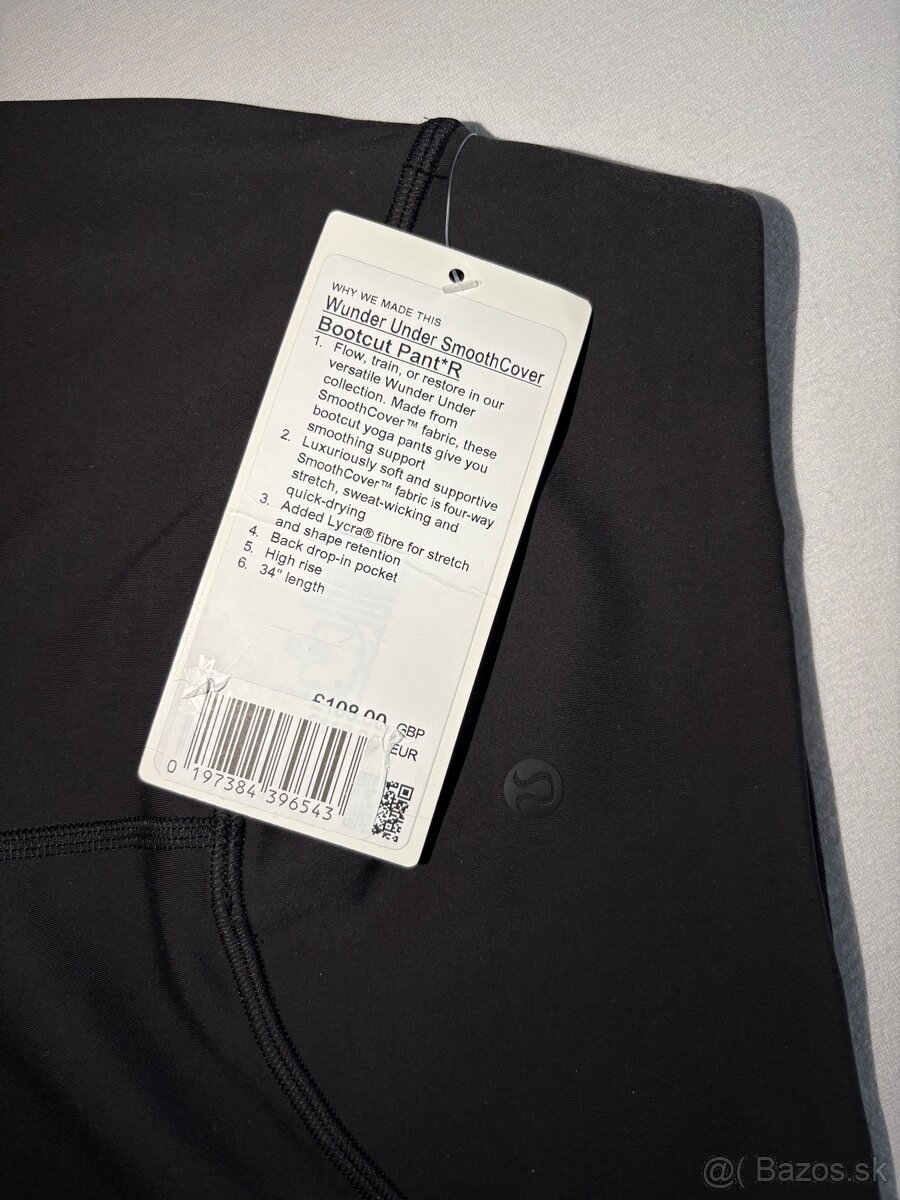 WHY WE MADE THIS
Wunder Under SmoothCover
Bootcut Pant*R
1. Flow, train, or restore in our
versatile Wunder Under
collection. Made from
SmoothCover™ fabric, these
bootcut yoga pants give you
smoothing support
2. Luxuriously soft and supportive
SmoothCover™ fabric is four-way
stretch, sweat-wicking and
quick-drying
3. Added Lycra® fibre for stretch
and shape retention
4. Back drop-in pocket
5. High rise
6. 34" length
£108.00 GBP
EUR
0 197384 396543
@( Bazos.sk